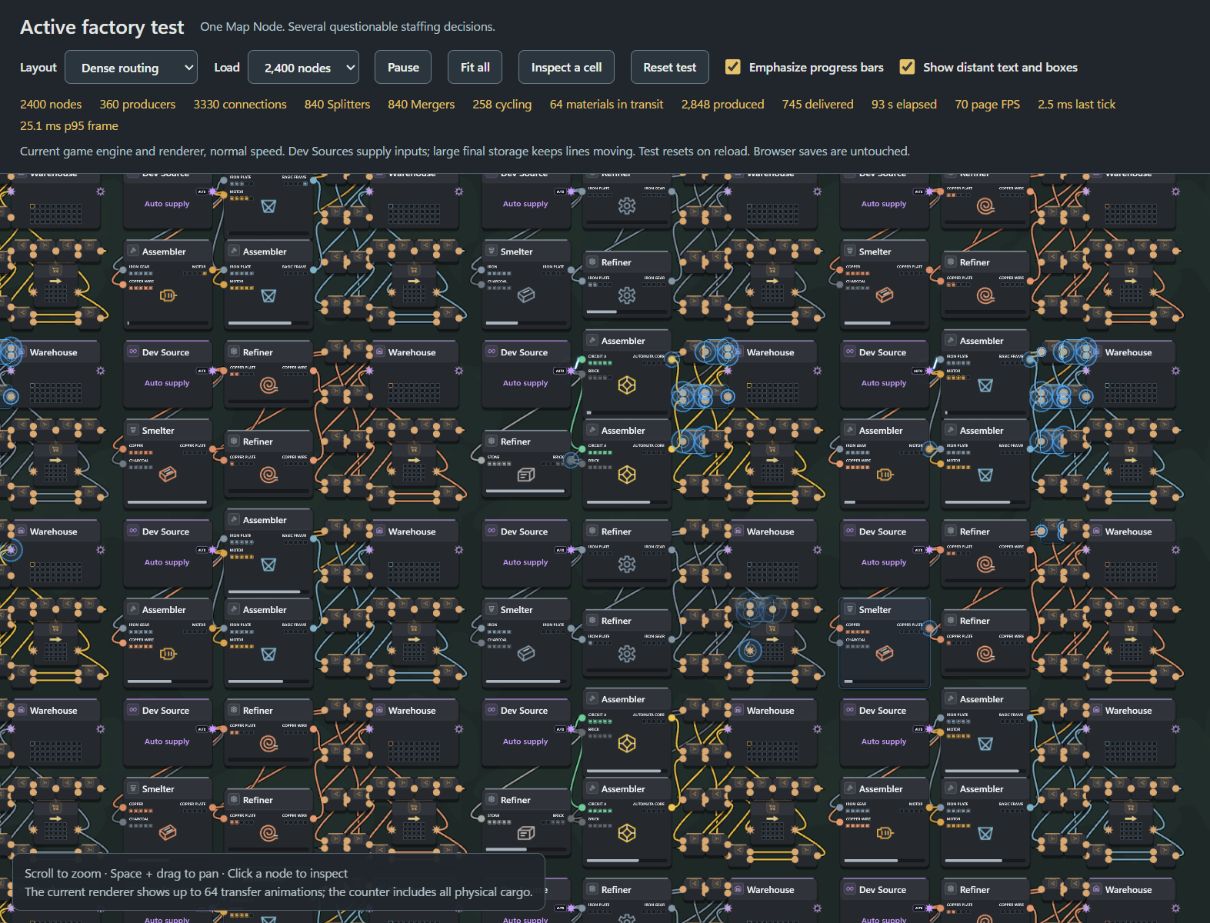 Active factory test One Map Node. Several questionable staffing decisions.
Layout Dense routing Load 2,400 nodes Pause Fit all Inspect a cell Reset test Emphasize progress bars Show distant text and boxes
2400 nodes 360 producers 3330 connections 840 Splitters 840 Mergers 258 cycling 64 materials in transit 2,848 produced 745 delivered 93 s elapsed 70 page FPS 2.5 ms last tick
25.1 ms p95 frame
Current game engine and renderer, normal speed. Dev Sources supply inputs; large final storage keeps lines moving. Test resets on reload. Browser saves are untouched.
Warehouse Dev Source Warehouse Dev Source Refiner Warehouse Dev Source Refiner Warehouse
Auto supply Auto supply Auto supply
Assembler Assembler Smelter Refiner Smelter Refiner
Assembler Assembler
Warehouse Dev Source Refiner Warehouse Dev Source Warehouse Dev Source Warehouse
Auto supply Auto supply Auto supply
Smelter Refiner Refiner Assembler Assembler Assembler
Assembler
Warehouse Dev Source Warehouse Dev Source Refiner Warehouse Dev Source Refiner Warehouse
Auto supply Auto supply Auto supply
Assembler Assembler Smelter Refiner Smelter Refiner
Assembler Assembler
Warehouse Dev Source Refiner Warehouse Dev Source Warehouse Dev Source Warehouse
Auto supply Auto supply Auto supply
Smelter Refiner Refiner Assembler Assembler Assembler
Scroll to zoom · Space + drag to pan · Click a node to inspect
The current renderer shows up to 64 transfer animations; the counter includes all physical cargo.
Refiner Warehouse Dev Source Refiner Warehouse